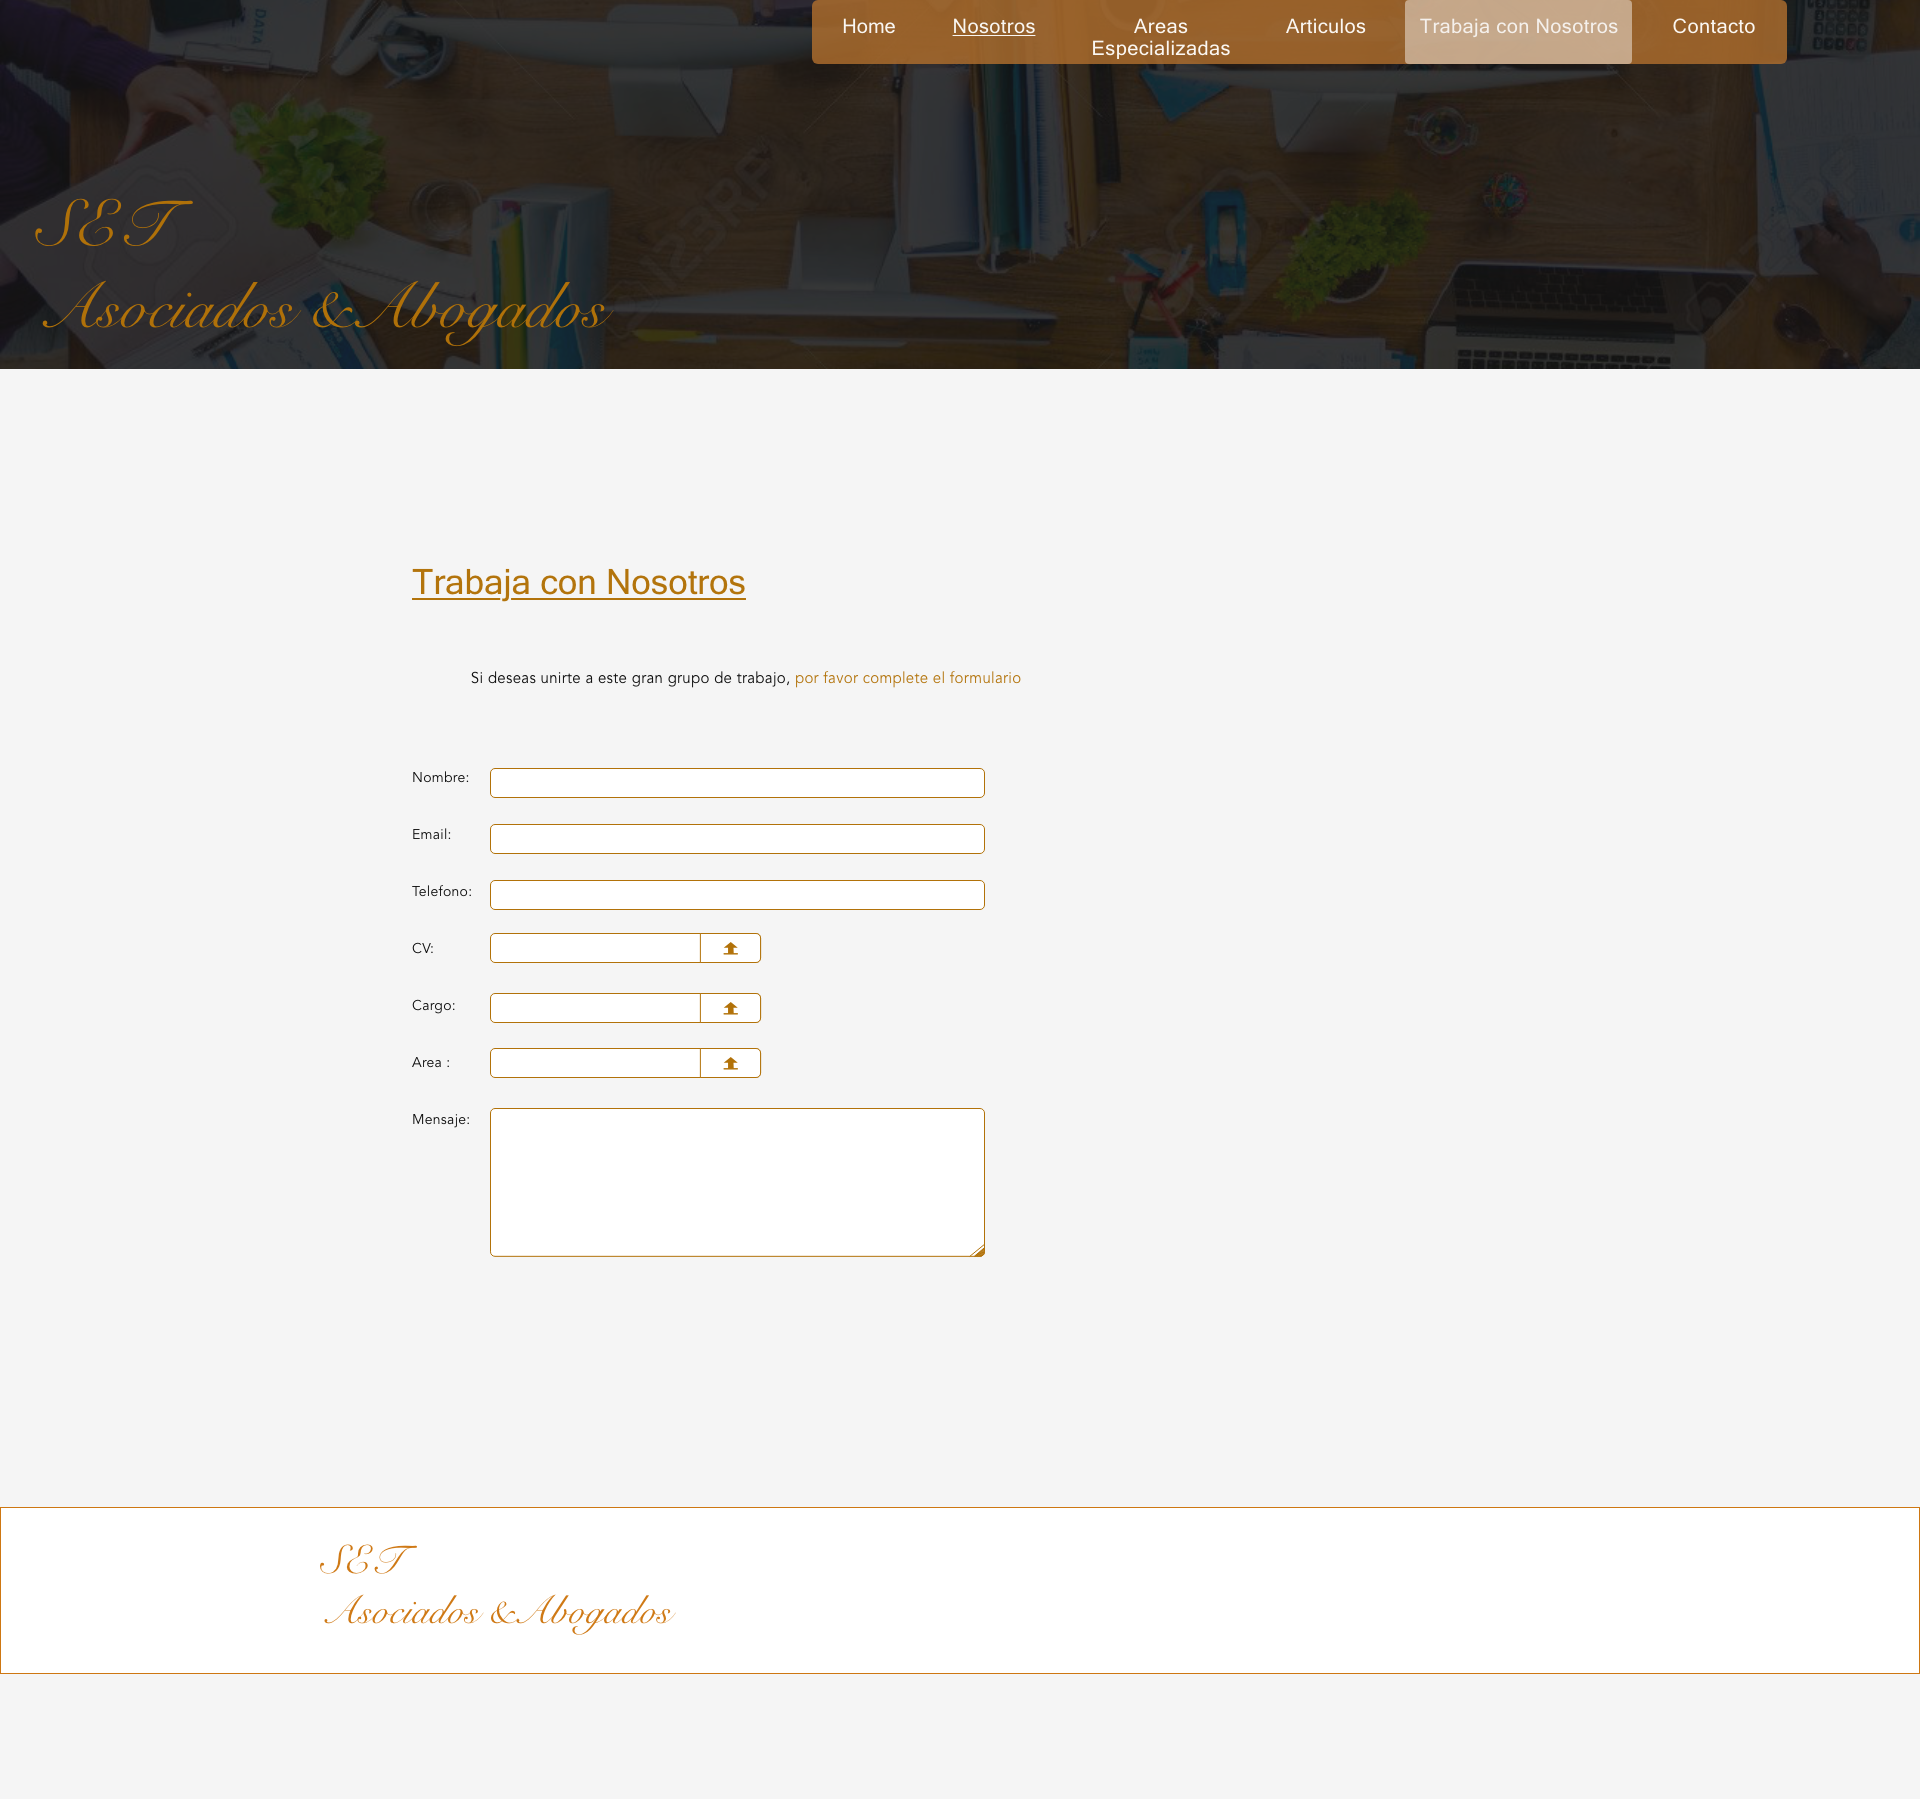 Home Nosotros Areas Especializadas Articulos Trabaja con Nosotros Contacto
DATA
123RF
SET
Asociados & Abogados
Trabaja con Nosotros
Si deseas unirte a este gran grupo de trabajo, por favor complete el formulario
Nombre:
Email:
Telefono:
CV:
Cargo:
Area :
Mensaje:
SET
Asociados & Abogados